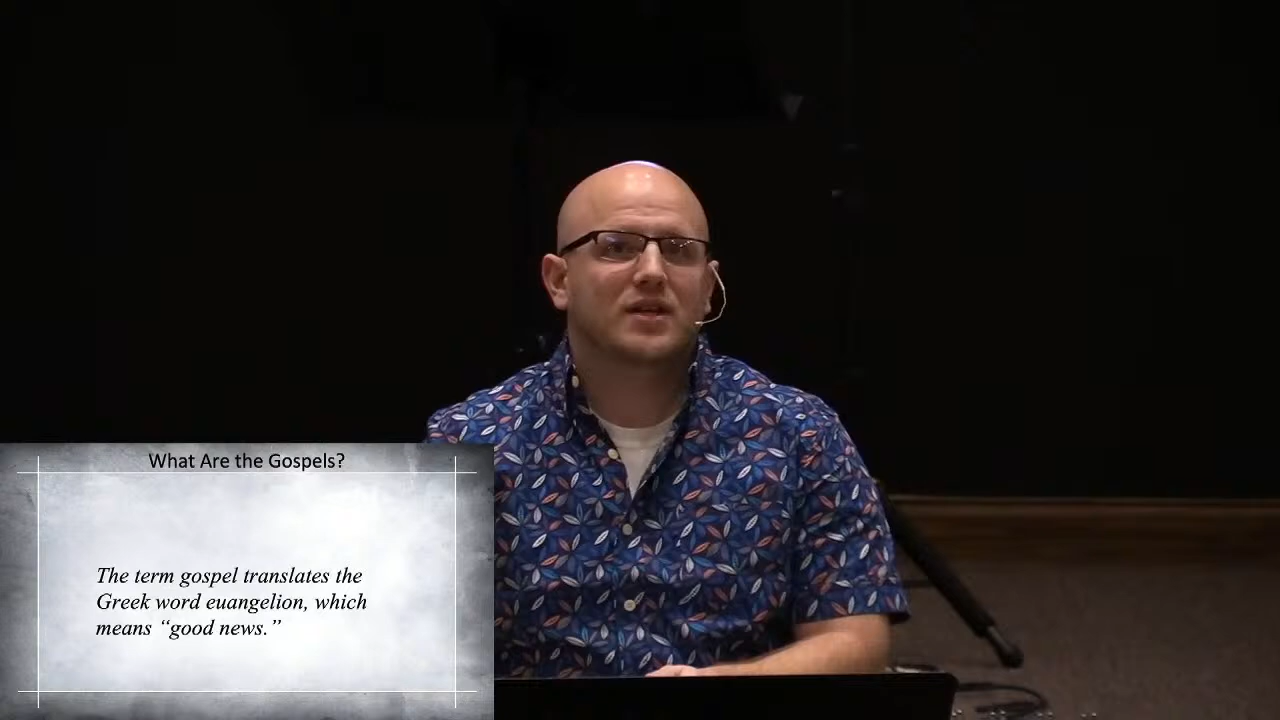 What Are the Gospels?
The term gospel translates the
Greek word euangelion, which
means “good news.”